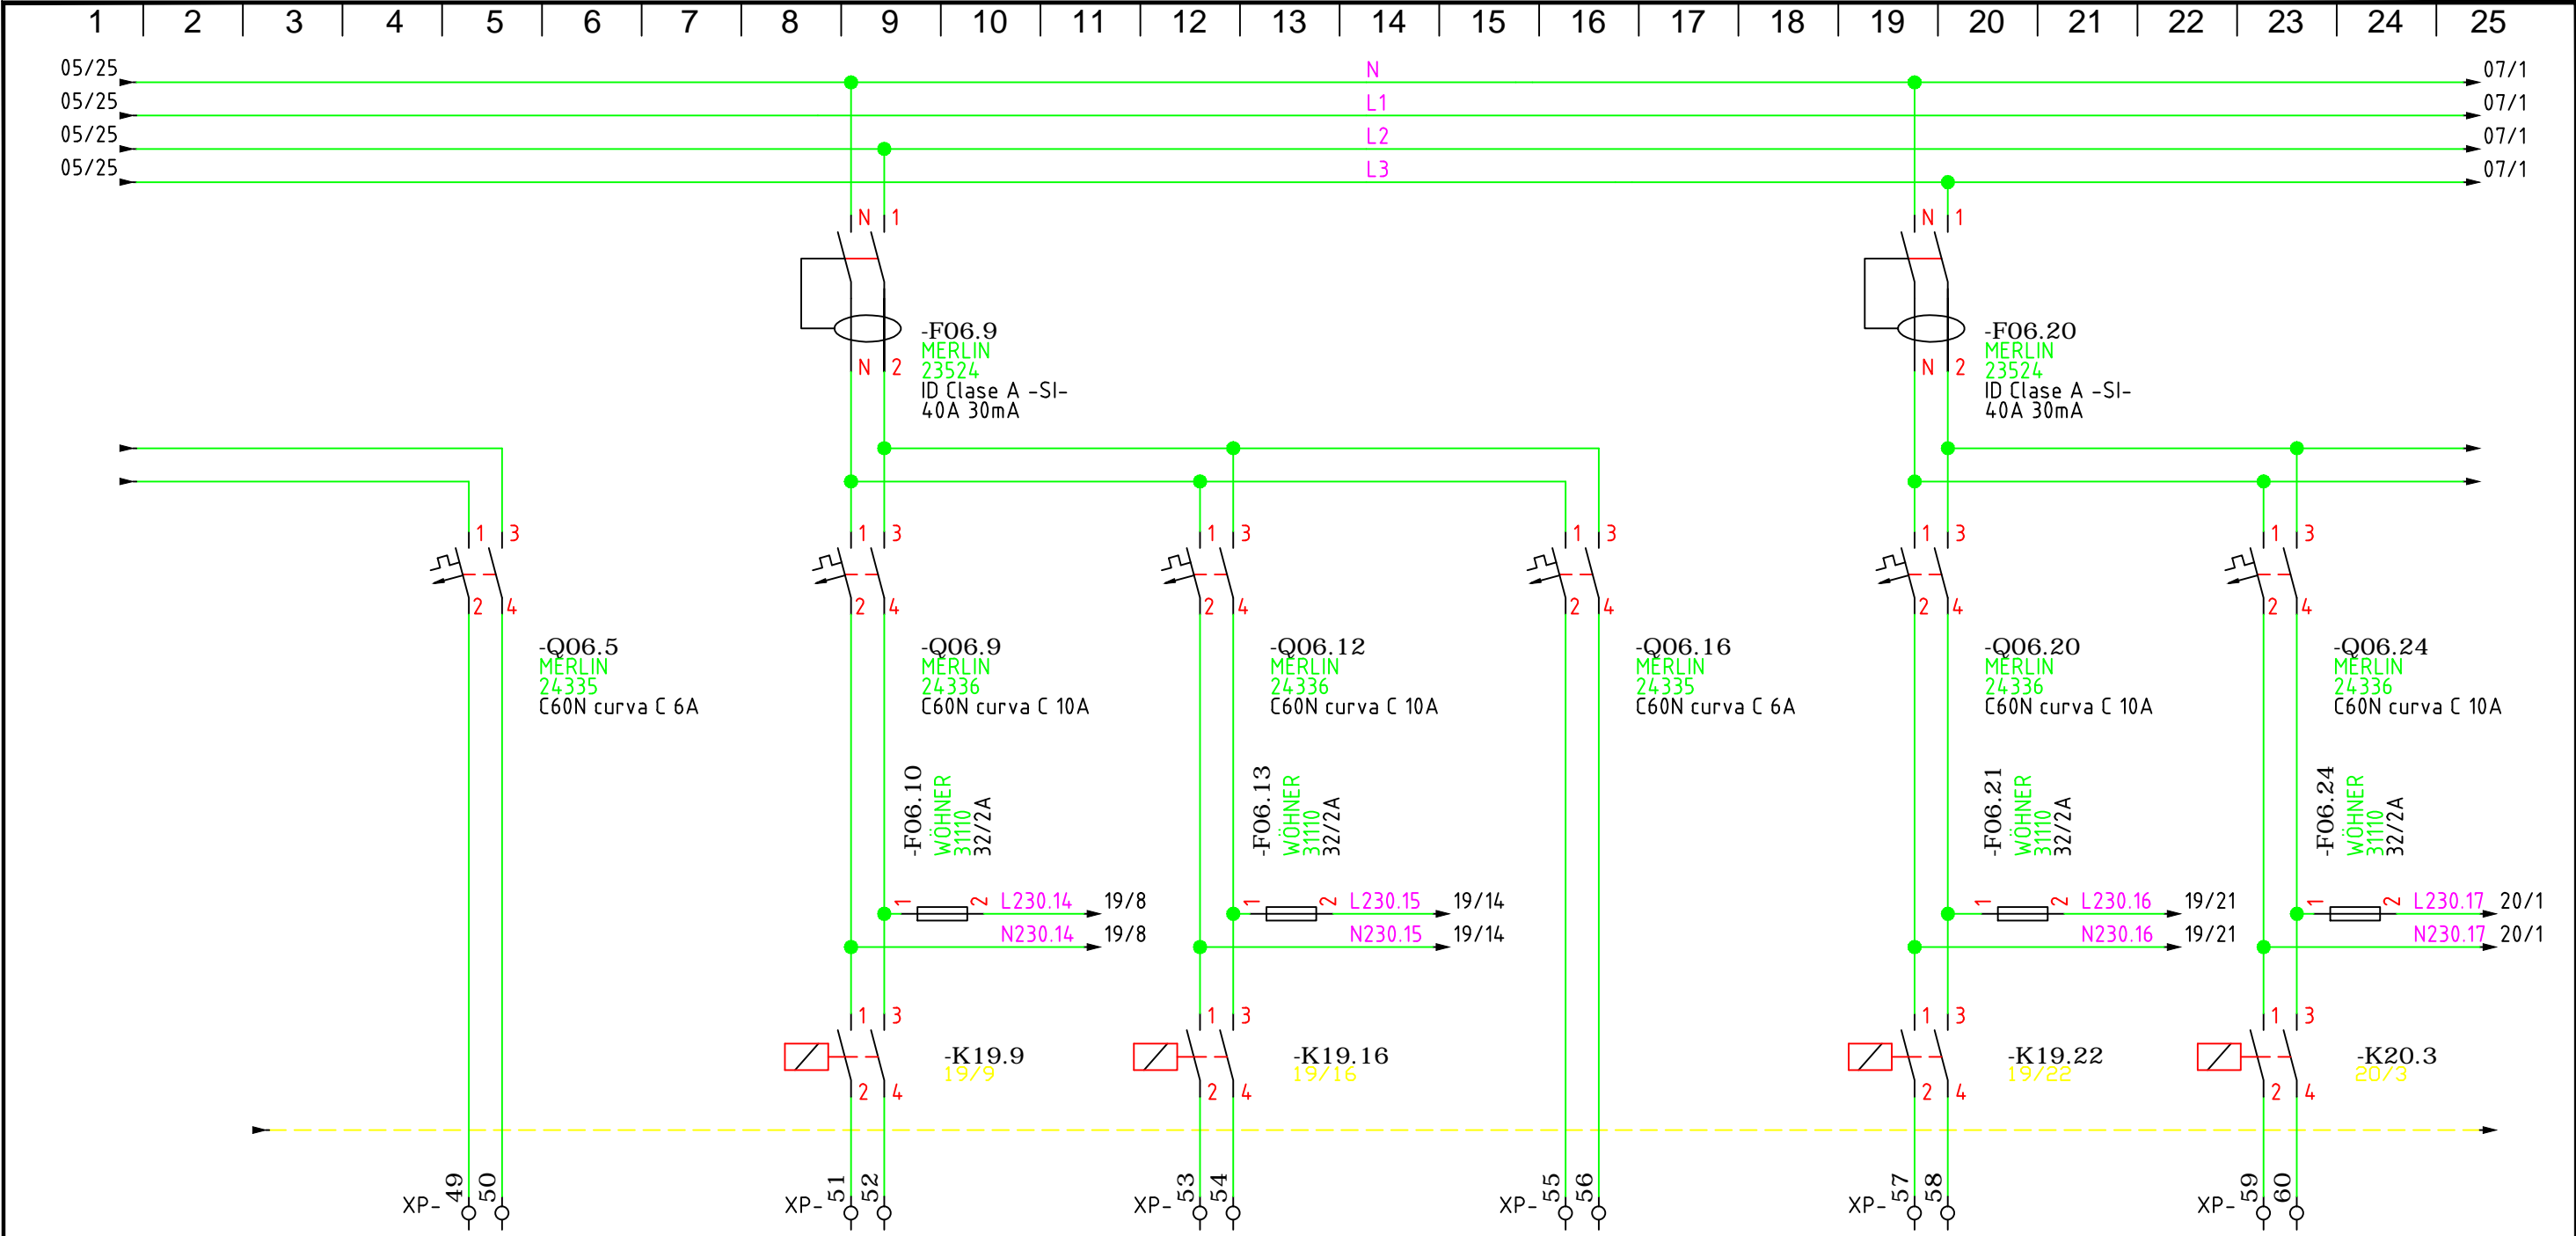 1 2 3 4 5 6 7 8 9 10 11 12 13 14 15 16 17 18 19 20 21 22 23 24 25
05/25 N 07/1
05/25 L1 07/1
05/25 L2 07/1
05/25 L3 07/1
N 1 N 1
-F06.9 -F06.20
MERLIN MERLIN
N 2 23524 N 2 23524
ID Clase A -SI- ID Clase A -SI-
40A 30mA 40A 30mA
1 3 1 3 1 3 1 3 1 3 1 3
2 4 2 4 2 4 2 4 2 4 2 4
-Q06.5 -Q06.9 -Q06.12 -Q06.16 -Q06.20 -Q06.24
MERLIN MERLIN MERLIN MERLIN MERLIN MERLIN
24335 24336 24336 24335 24336 24336
C60N curva C 6A C60N curva C 10A C60N curva C 10A C60N curva C 6A C60N curva C 10A C60N curva C 10A
-F06.10
WÖHNER
31110
32/2A
-F06.13
WÖHNER
31110
32/2A
-F06.21
WÖHNER
31110
32/2A
-F06.24
WÖHNER
31110
32/2A
1 2 L230.14 19/8 1 2 L230.15 19/14 1 2 L230.16 19/21 1 2 L230.17 20/1
N230.14 19/8 N230.15 19/14 N230.16 19/21 N230.17 20/1
1 3 1 3 1 3 1 3
-K19.9 -K19.16 -K19.22 -K20.3
19/9 19/16 19/22 20/3
2 4 2 4 2 4 2 4
XP- 49 50 XP- 51 52 XP- 53 54 XP- 55 56 XP- 57 58 XP- 59 60